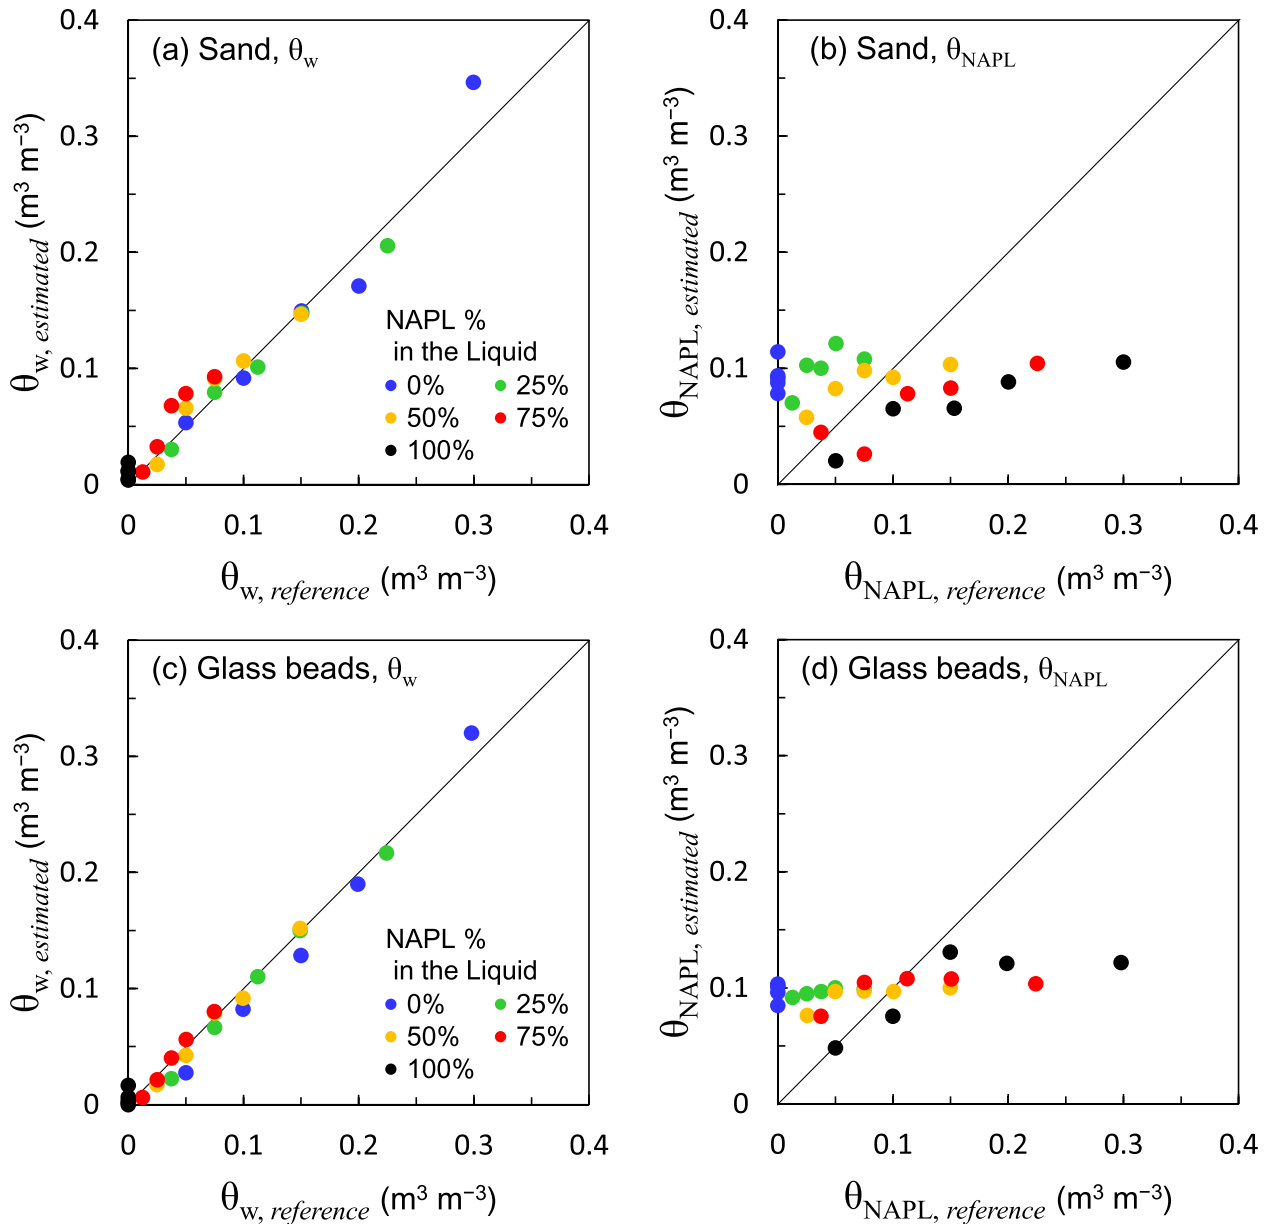 (a) Sand, θw
θw, estimated (m³ m⁻³)
0.4
0.3
0.2
0.1
0
NAPL %
in the Liquid
0% 25%
50% 75%
100%
0 0.1 0.2 0.3 0.4
θw, reference (m³ m⁻³)
(b) Sand, θNAPL
θNAPL, estimated (m³ m⁻³)
0.4
0.3
0.2
0.1
0
0 0.1 0.2 0.3 0.4
θNAPL, reference (m³ m⁻³)
(c) Glass beads, θw
θw, estimated (m³ m⁻³)
0.4
0.3
0.2
0.1
0
NAPL %
in the Liquid
0% 25%
50% 75%
100%
0 0.1 0.2 0.3 0.4
θw, reference (m³ m⁻³)
(d) Glass beads, θNAPL
θNAPL, estimated (m³ m⁻³)
0.4
0.3
0.2
0.1
0
0 0.1 0.2 0.3 0.4
θNAPL, reference (m³ m⁻³)